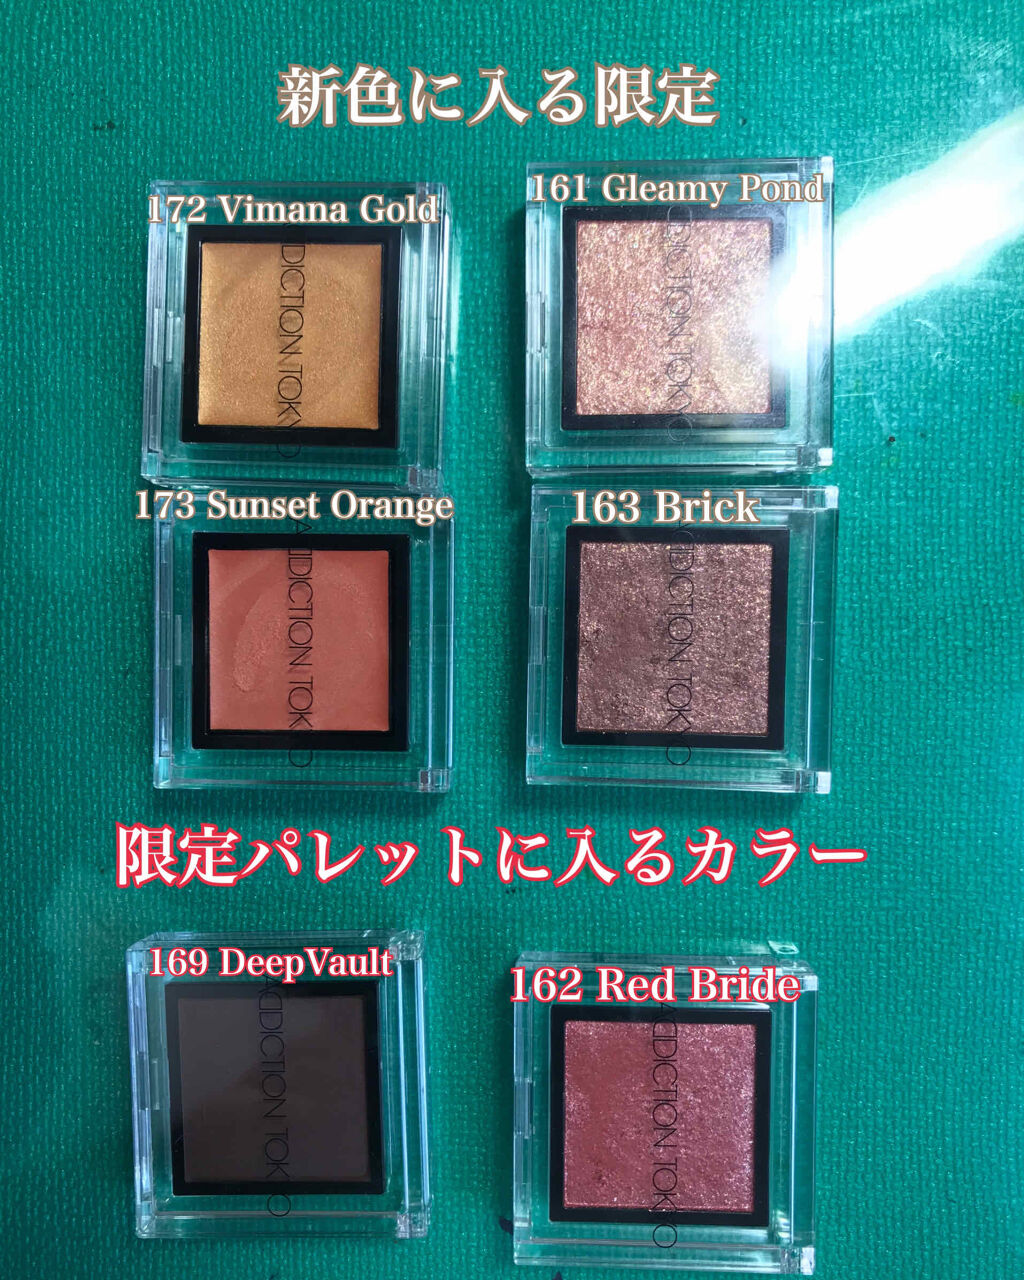 新色に入る限定
172 Vimana Gold
161 Gleamy Pond
ADDICTION TOKYO
ADDICTION TOKYO
173 Sunset Orange
163 Brick
ADDICTION TOKYO
ADDICTION TOKYO
限定パレットに入るカラー
169 DeepVault
162 Red Bride
ADDICTION TOKYO
ADDICTION TOKYO